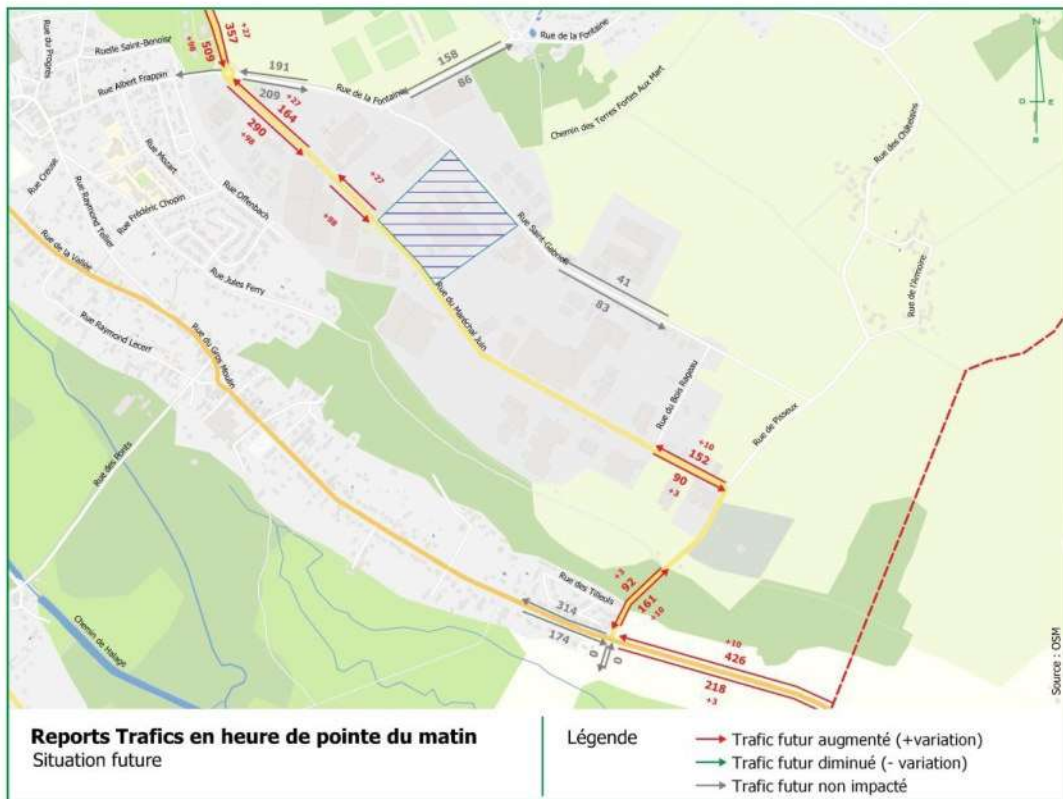 +27
357
509
+98
Ruelle Saint-Benoise
Rue du Progrès
Rue Albert Frappin
191
209
Rue de la Fontaine
158
86
Rue de la Fontaine
Chemin des Terres Fortes Aux Mart
Rue des Châtelains
N
E
S
O
+27
164
290
+98
+27
+98
Rue Creuse
Rue Mouart
Rue Raymond Tellier
Rue Frédéric Chopin
Rue Offenbach
Rue de la Vallée
Rue Jules Ferry
Rue Saint-Gabriel
41
83
Rue de l'Armoire
Rue du Maréchal Juin
Rue Raymond Lecerf
Rue du Gros Moulin
Rue du Bois Rageau
Rue de Pissieux
+10
152
90
+3
Rue des Ponts
Rue des Tilleuls
+3
92
161
+10
314
174
0
0
+10
426
218
+3
Chemin de Halage
Source : OSM
Reports Trafics en heure de pointe du matin
Situation future
Légende
Trafic futur augmenté (+variation)
Trafic futur diminué (- variation)
Trafic futur non impacté